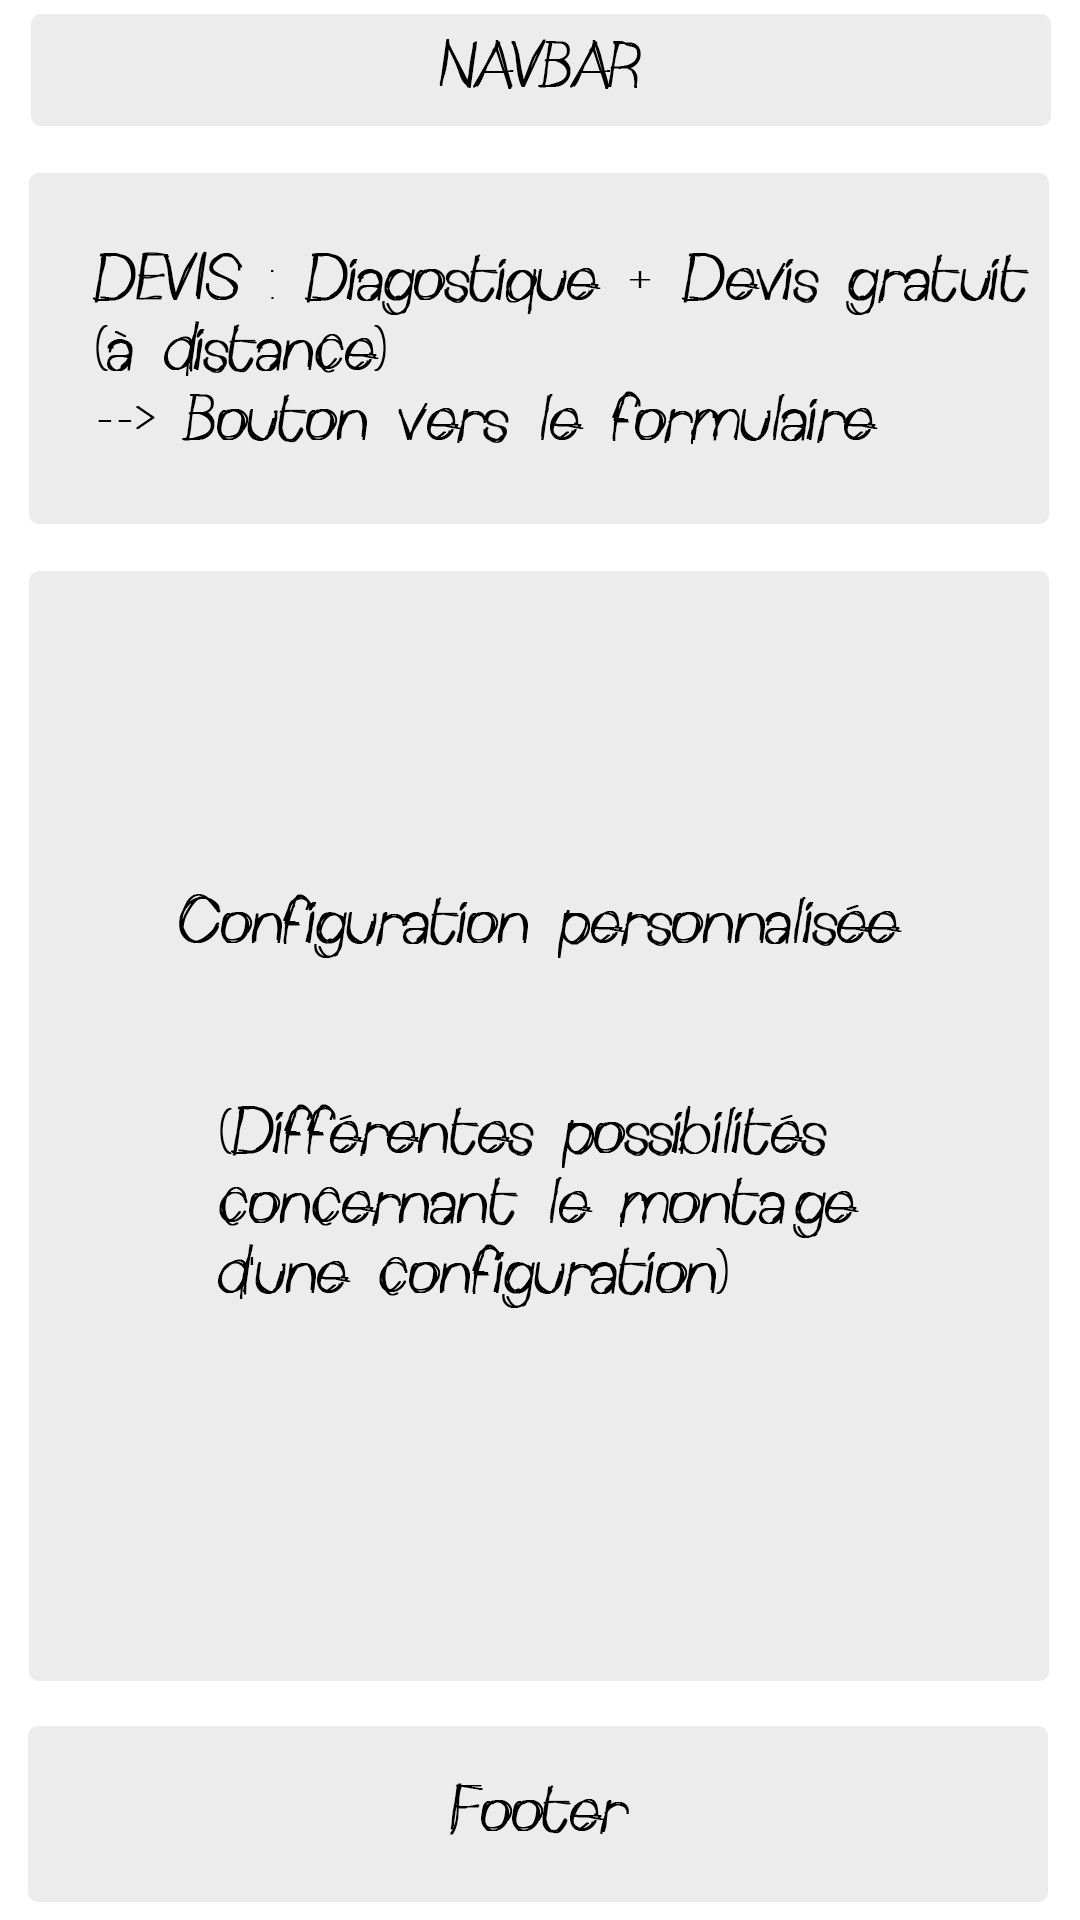 NAVBAR
DEVIS : Diagostique + Devis gratuit
(à distance)
--> Bouton vers le formulaire
Configuration personnalisée
(Différentes possibilités
concernant le montage
d'une configuration)
Footer